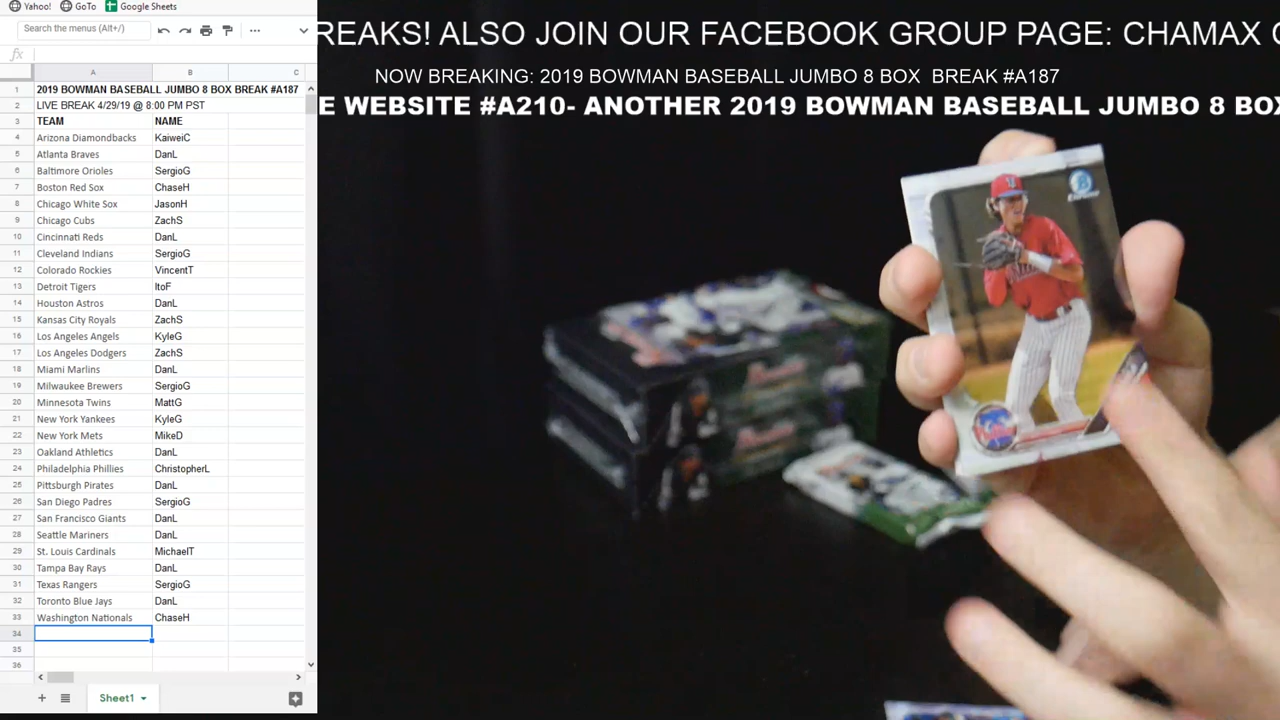 Yahoo! GoTo Google Sheets
Search the menus (Alt+/)
fx
A B C
1 2019 BOWMAN BASEBALL JUMBO 8 BOX BREAK #A187
2 LIVE BREAK 4/29/19 @ 8:00 PM PST
3 TEAM NAME
4 Arizona Diamondbacks KaiweiC
5 Atlanta Braves DanL
6 Baltimore Orioles SergioG
7 Boston Red Sox ChaseH
8 Chicago White Sox JasonH
9 Chicago Cubs ZachS
10 Cincinnati Reds DanL
11 Cleveland Indians SergioG
12 Colorado Rockies VincentT
13 Detroit Tigers ItoF
14 Houston Astros DanL
15 Kansas City Royals ZachS
16 Los Angeles Angels KyleG
17 Los Angeles Dodgers ZachS
18 Miami Marlins DanL
19 Milwaukee Brewers SergioG
20 Minnesota Twins MattG
21 New York Yankees KyleG
22 New York Mets MikeD
23 Oakland Athletics DanL
24 Philadelphia Phillies ChristopherL
25 Pittsburgh Pirates DanL
26 San Diego Padres SergioG
27 San Francisco Giants DanL
28 Seattle Mariners DanL
29 St. Louis Cardinals MichaelT
30 Tampa Bay Rays DanL
31 Texas Rangers SergioG
32 Toronto Blue Jays DanL
33 Washington Nationals ChaseH
34
35
36
Sheet1
REAKS! ALSO JOIN OUR FACEBOOK GROUP PAGE: CHAMAX
NOW BREAKING: 2019 BOWMAN BASEBALL JUMBO 8 BOX BREAK #A187
E WEBSITE #A210- ANOTHER 2019 BOWMAN BASEBALL JUMBO 8 BOX